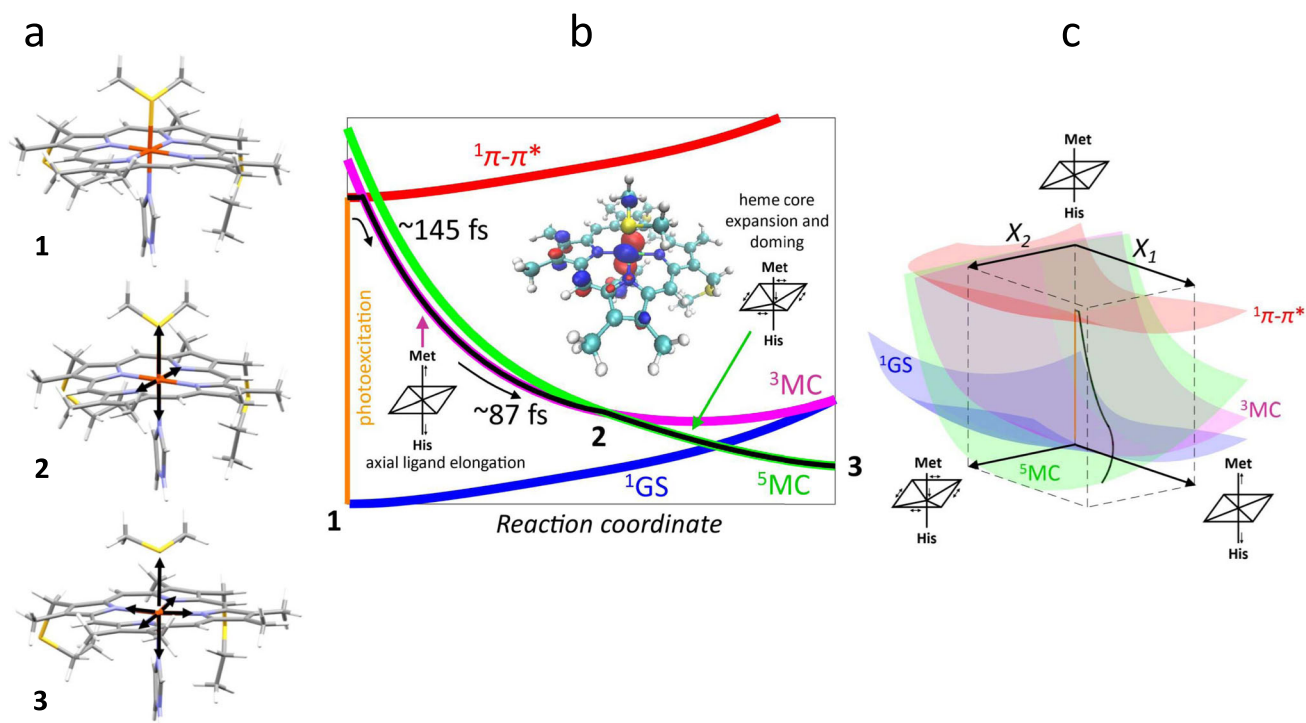 a
b
c
1
2
3
¹π-π*
~145 fs
heme core
expansion and
doming
Met
His
photoexcitation
Met
His
axial ligand elongation
~87 fs
2
³MC
¹GS
⁵MC
1
3
Reaction coordinate
Met
His
X₂
X₁
¹π-π*
¹GS
³MC
⁵MC
Met
His
Met
His